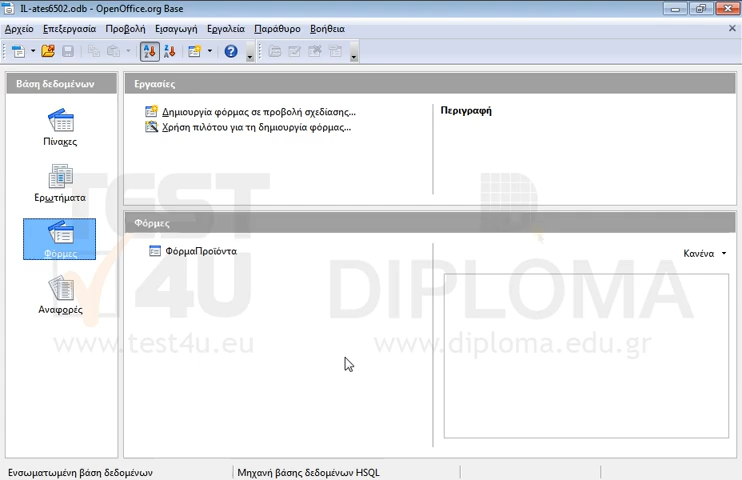 IL-ates6502.odb - OpenOffice.org Base
Αρχείο Επεξεργασία Προβολή Εισαγωγή Εργαλεία Παράθυρο Βοήθεια
Βάση δεδομένων
Πίνακες
Ερωτήματα
Φόρμες
Αναφορές
Εργασίες
Δημιουργία φόρμας σε προβολή σχεδίασης...
Χρήση πιλότου για τη δημιουργία φόρμας...
Περιγραφή
Φόρμες
ΦόρμαΠροϊόντα
Κανένα
TEST 4U
www.test4u.eu
DIPLOMA
www.diploma.edu.gr
Ενσωματωμένη βάση δεδομένων
Μηχανή βάσης δεδομένων HSQL